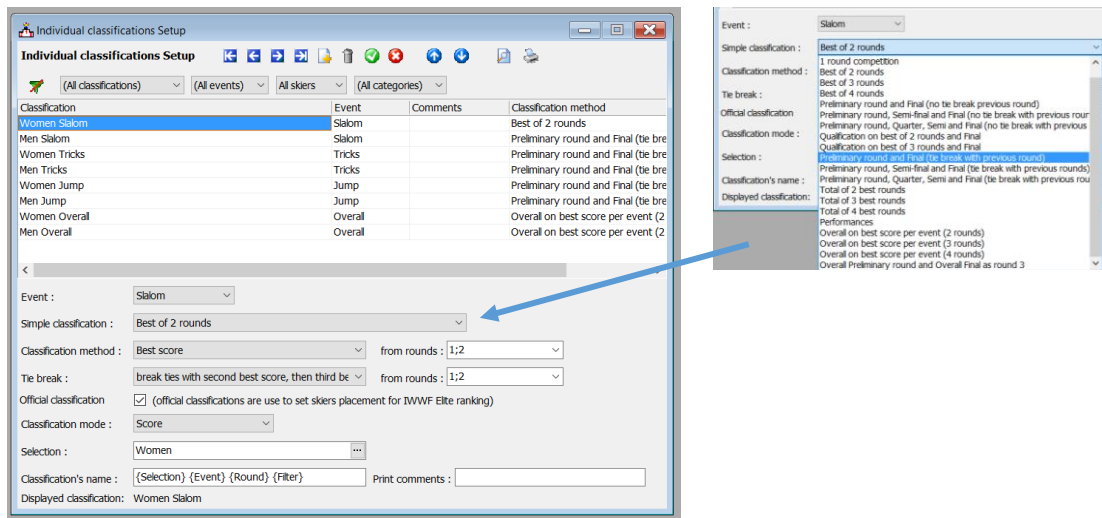 Individual classifications Setup
Individual classifications Setup
(All classifications) (All events) All skiers (All categories)
Classification Event Comments Classification method
Women Slalom Slalom Best of 2 rounds
Men Slalom Slalom Preliminary round and Final (tie bre
Women Tricks Tricks Preliminary round and Final (tie bre
Men Tricks Tricks Preliminary round and Final (tie bre
Women Jump Jump Preliminary round and Final (tie bre
Men Jump Jump Preliminary round and Final (tie bre
Women Overall Overall Overall on best score per event (2
Men Overall Overall Overall on best score per event (2
Event : Slalom
Simple classification : Best of 2 rounds
Classification method : Best score from rounds : 1;2
Tie break : break ties with second best score, then third be from rounds : 1;2
Official classification (official classifications are use to set skiers placement for IWWF Elite ranking)
Classification mode : Score
Selection : Women ...
Classification's name : {Selection} {Event} {Round} {Filter} Print comments :
Displayed classification: Women Slalom
Event : Slalom
Simple classification : Best of 2 rounds
Classification method :
Tie break :
Official classification
Classification mode :
Selection :
Classification's name :
Displayed classification:
1 round competition
Best of 2 rounds
Best of 3 rounds
Best of 4 rounds
Preliminary round and Final (no tie break previous round)
Preliminary round, Semi-final and Final (no tie break with previous roun
Preliminary round, Quarter, Semi and Final (no tie break with previous
Qualification on best of 2 rounds and Final
Qualification on best of 3 rounds and Final
Preliminary round and Final (tie break with previous round)
Preliminary round, Semi-final and Final (tie break with previous rounds)
Preliminary round, Quarter, Semi and Final (tie break with previous rou
Total of 2 best rounds
Total of 3 best rounds
Total of 4 best rounds
Performances
Overall on best score per event (2 rounds)
Overall on best score per event (3 rounds)
Overall on best score per event (4 rounds)
Overall Preliminary round and Overall Final as round 3